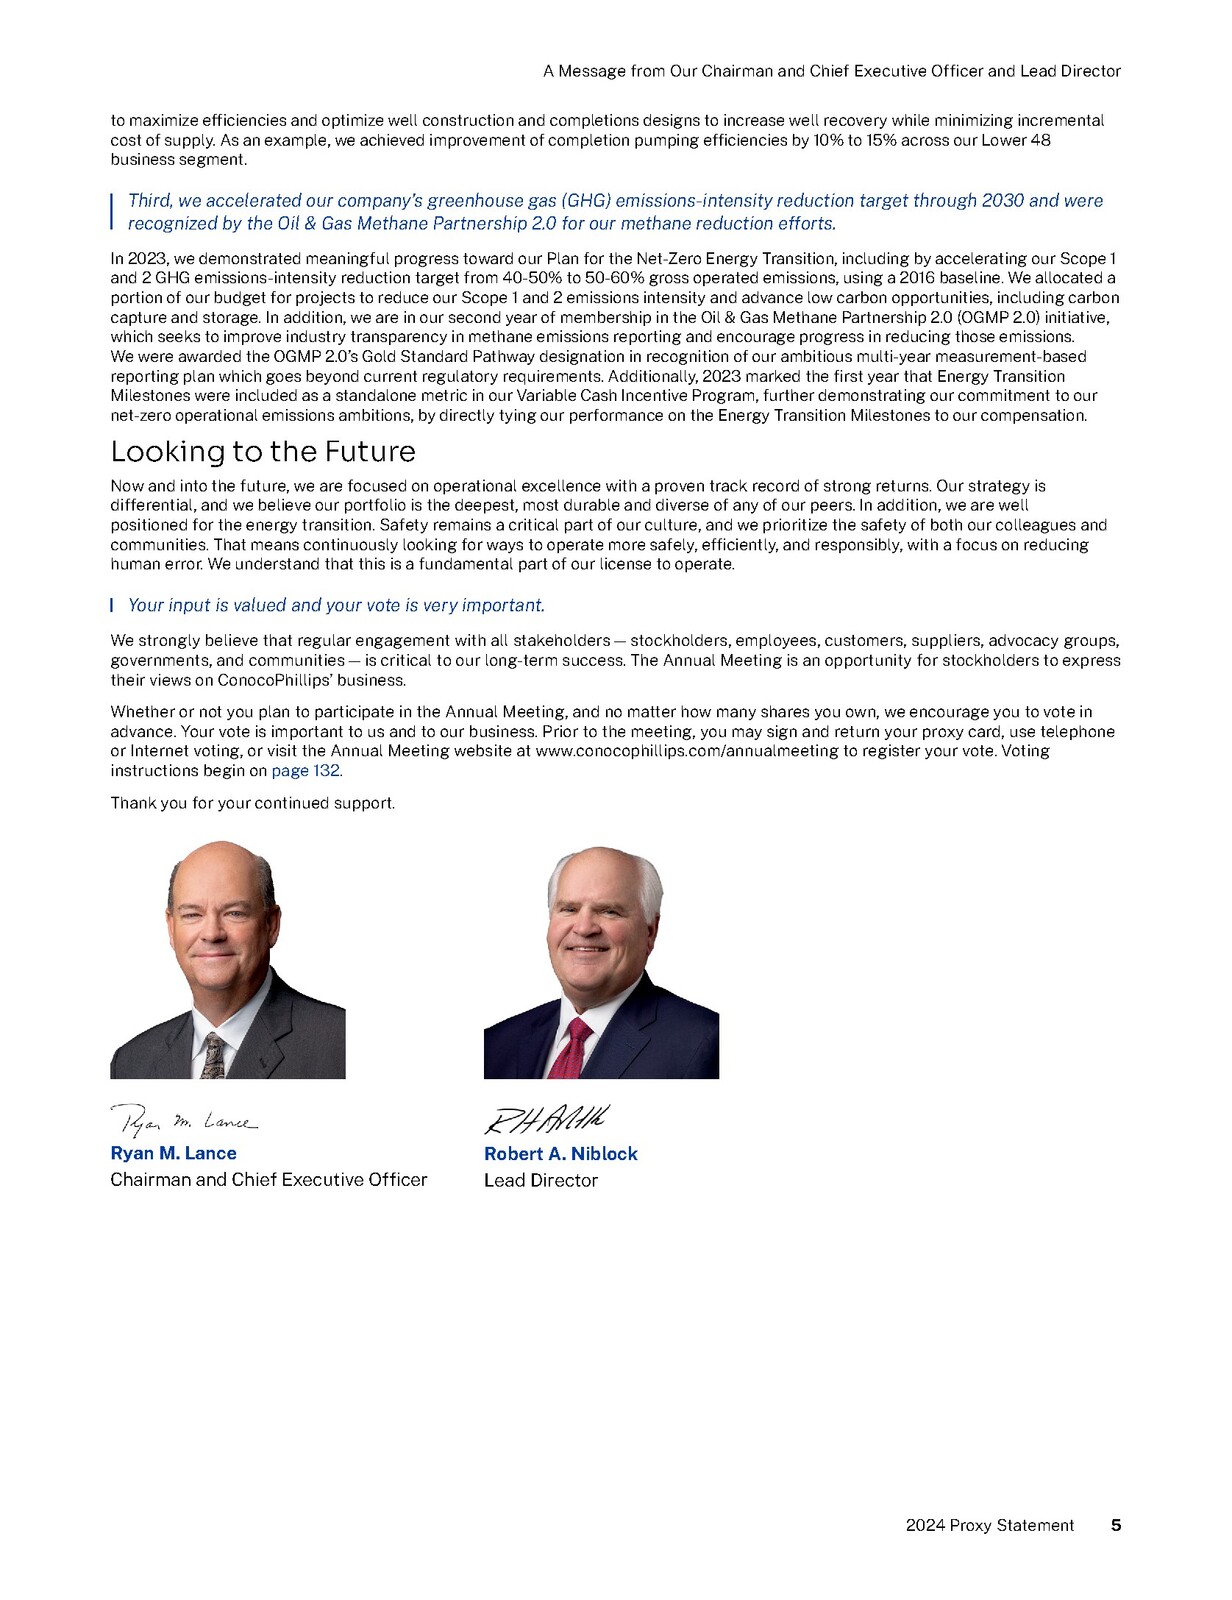 A Message from Our Chairman and Chief Executive Officer and Lead Director
to maximize efficiencies and optimize well construction and completions designs to increase well recovery while minimizing incremental
cost of supply. As an example, we achieved improvement of completion pumping efficiencies by 10% to 15% across our Lower 48
business segment.
Third, we accelerated our company's greenhouse gas (GHG) emissions-intensity reduction target through 2030 and were
recognized by the Oil & Gas Methane Partnership 2.0 for our methane reduction efforts.
In 2023, we demonstrated meaningful progress toward our Plan for the Net-Zero Energy Transition, including by accelerating our Scope 1
and 2 GHG emissions-intensity reduction target from 40-50% to 50-60% gross operated emissions, using a 2016 baseline. We allocated a
portion of our budget for projects to reduce our Scope 1 and 2 emissions intensity and advance low carbon opportunities, including carbon
capture and storage. In addition, we are in our second year of membership in the Oil & Gas Methane Partnership 2.0 (OGMP 2.0) initiative,
which seeks to improve industry transparency in methane emissions reporting and encourage progress in reducing those emissions.
We were awarded the OGMP 2.0's Gold Standard Pathway designation in recognition of our ambitious multi-year measurement-based
reporting plan which goes beyond current regulatory requirements. Additionally, 2023 marked the first year that Energy Transition
Milestones were included as a standalone metric in our Variable Cash Incentive Program, further demonstrating our commitment to our
net-zero operational emissions ambitions, by directly tying our performance on the Energy Transition Milestones to our compensation.
Looking to the Future
Now and into the future, we are focused on operational excellence with a proven track record of strong returns. Our strategy is
differential, and we believe our portfolio is the deepest, most durable and diverse of any of our peers. In addition, we are well
positioned for the energy transition. Safety remains a critical part of our culture, and we prioritize the safety of both our colleagues and
communities. That means continuously looking for ways to operate more safely, efficiently, and responsibly, with a focus on reducing
human error. We understand that this is a fundamental part of our license to operate.
Your input is valued and your vote is very important.
We strongly believe that regular engagement with all stakeholders — stockholders, employees, customers, suppliers, advocacy groups,
governments, and communities — is critical to our long-term success. The Annual Meeting is an opportunity for stockholders to express
their views on ConocoPhillips' business.
Whether or not you plan to participate in the Annual Meeting, and no matter how many shares you own, we encourage you to vote in
advance. Your vote is important to us and to our business. Prior to the meeting, you may sign and return your proxy card, use telephone
or Internet voting, or visit the Annual Meeting website at www.conocophillips.com/annualmeeting to register your vote. Voting
instructions begin on page 132.
Thank you for your continued support.
Ryan M. Lance
Ryan M. Lance
Chairman and Chief Executive Officer
Robert A. Niblock
Lead Director
2024 Proxy Statement 5